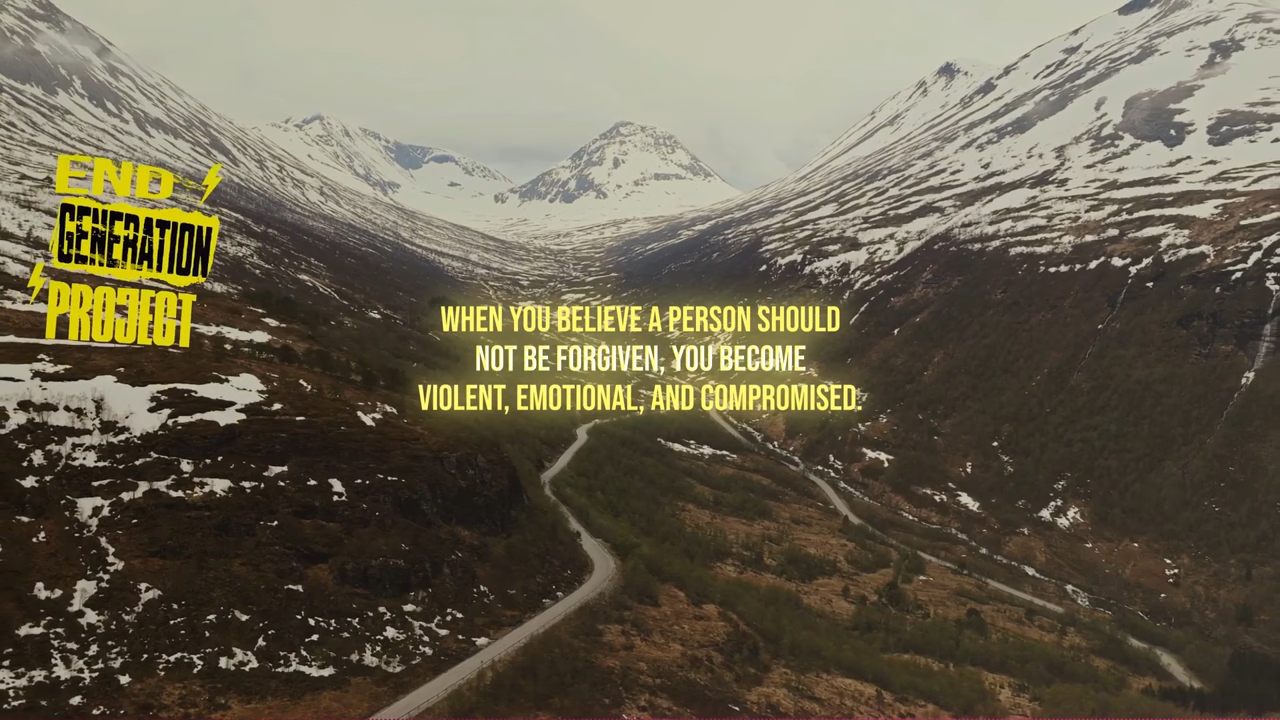 END
GENERATION
PROJECT
WHEN YOU BELIEVE A PERSON SHOULD
NOT BE FORGIVEN, YOU BECOME
VIOLENT, EMOTIONAL, AND COMPROMISED.